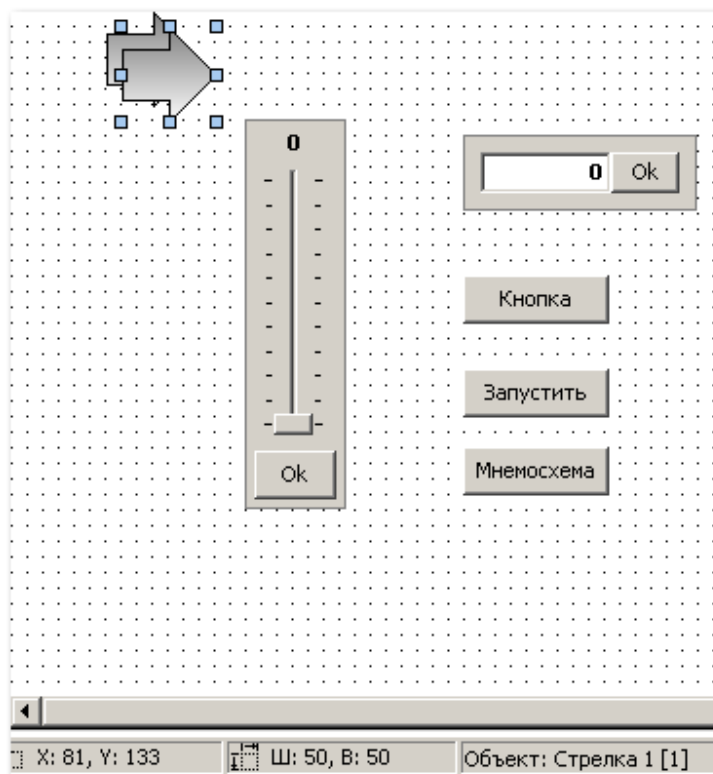 0
0 Ok
Кнопка
Запустить
Мнемосхема
Ok
X: 81, Y: 133
Ш: 50, В: 50
Объект: Стрелка 1 [1]